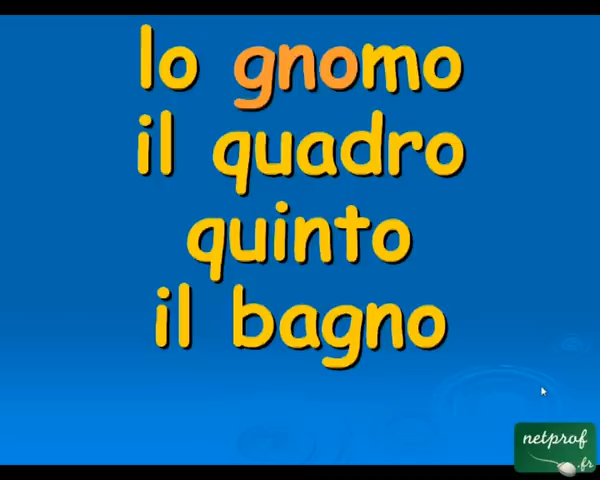 lo gnomo
il quadro
quinto
il bagno
netprof
.fr